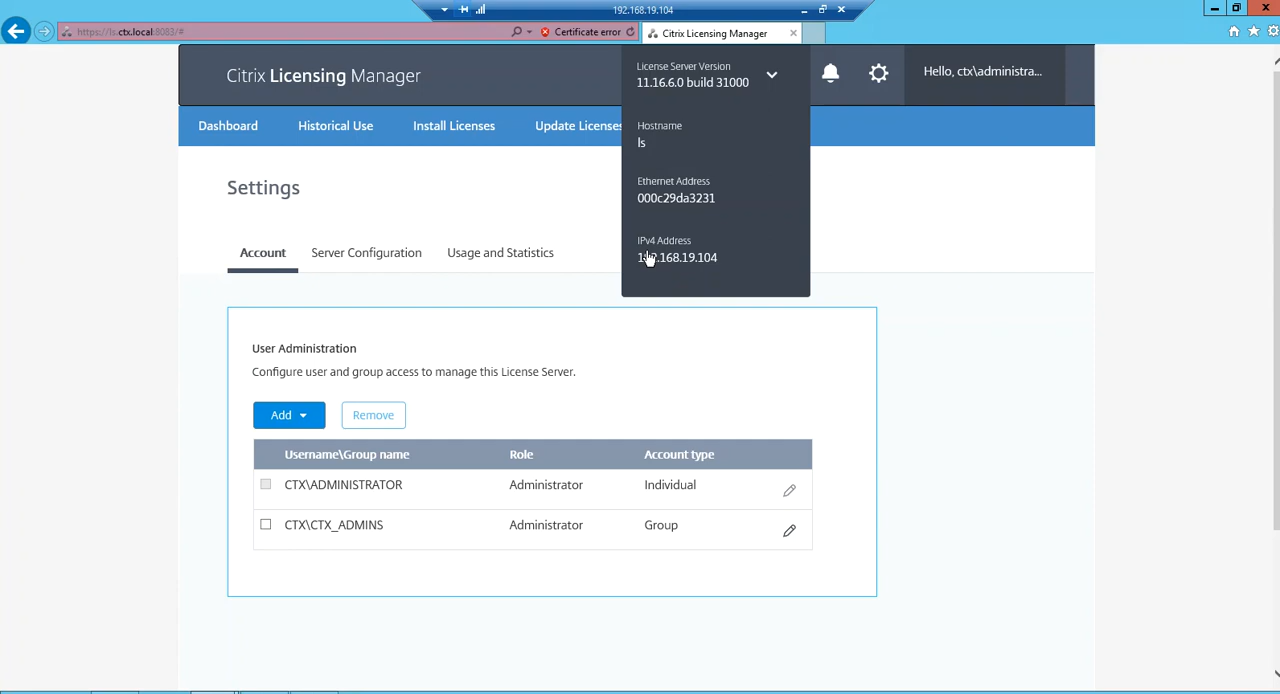 192.168.19.104
https://ls.ctx.local:8083/#
Certificate error
Citrix Licensing Manager
Citrix Licensing Manager
License Server Version
11.16.6.0 build 31000
Hello, ctx\administra...
Dashboard
Historical Use
Install Licenses
Update Licenses
Hostname
ls
Ethernet Address
000c29da3231
IPv4 Address
192.168.19.104
Settings
Account
Server Configuration
Usage and Statistics
User Administration
Configure user and group access to manage this License Server.
Add
Remove
Username\Group name Role Account type
CTX\ADMINISTRATOR Administrator Individual
CTX\CTX_ADMINS Administrator Group